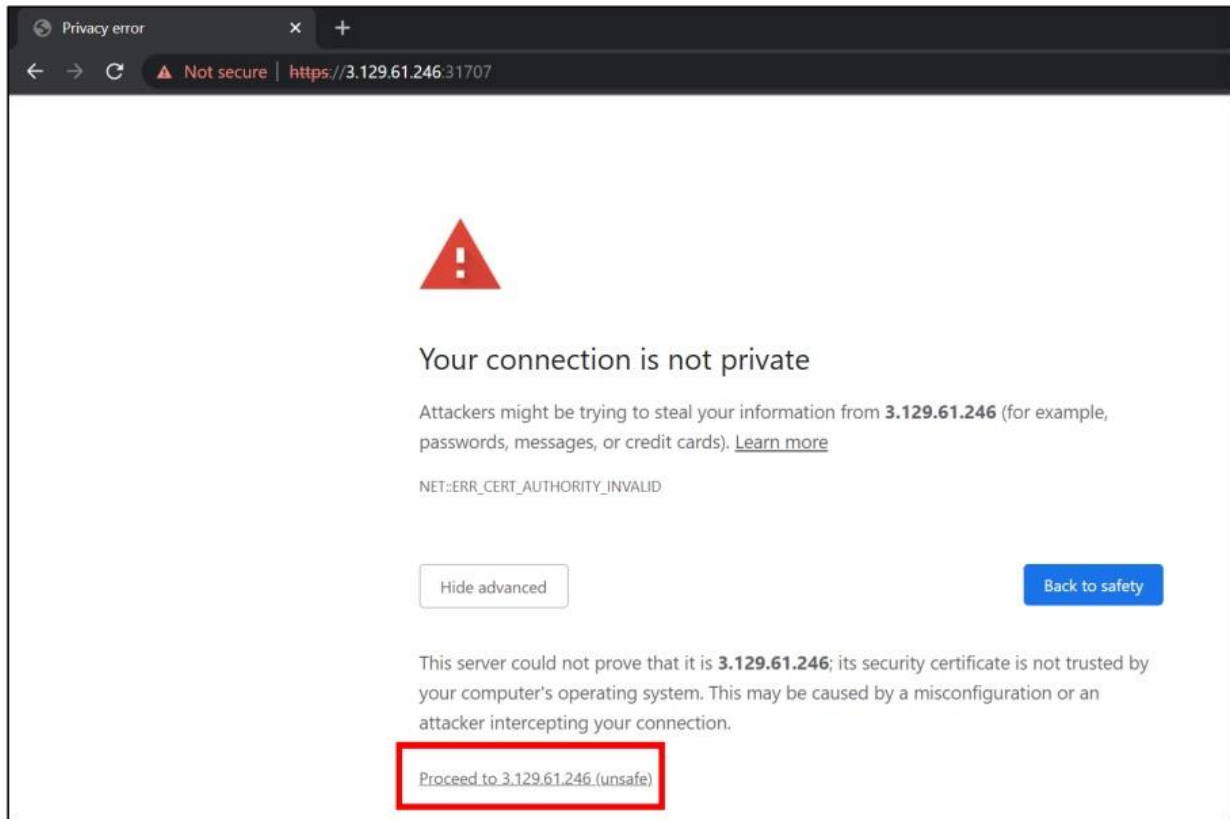 Privacy error
Not secure | https://3.129.61.246:31707
Your connection is not private
Attackers might be trying to steal your information from 3.129.61.246 (for example,
passwords, messages, or credit cards). Learn more
NET::ERR_CERT_AUTHORITY_INVALID
Hide advanced
Back to safety
This server could not prove that it is 3.129.61.246; its security certificate is not trusted by
your computer's operating system. This may be caused by a misconfiguration or an
attacker intercepting your connection.
Proceed to 3.129.61.246 (unsafe)